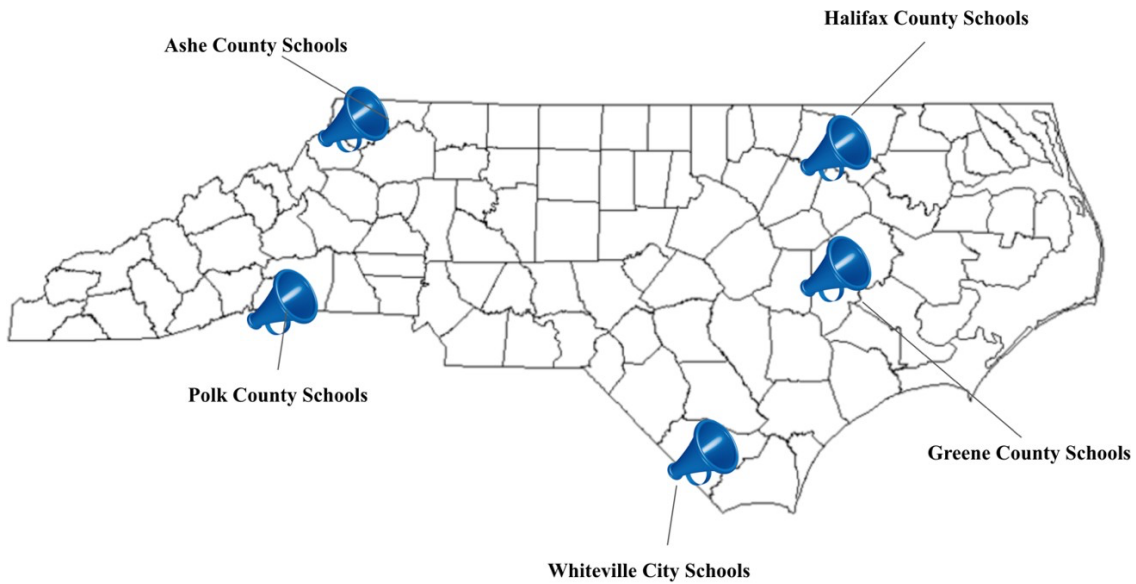 Halifax County Schools
Ashe County Schools
Polk County Schools
Greene County Schools
Whiteville City Schools